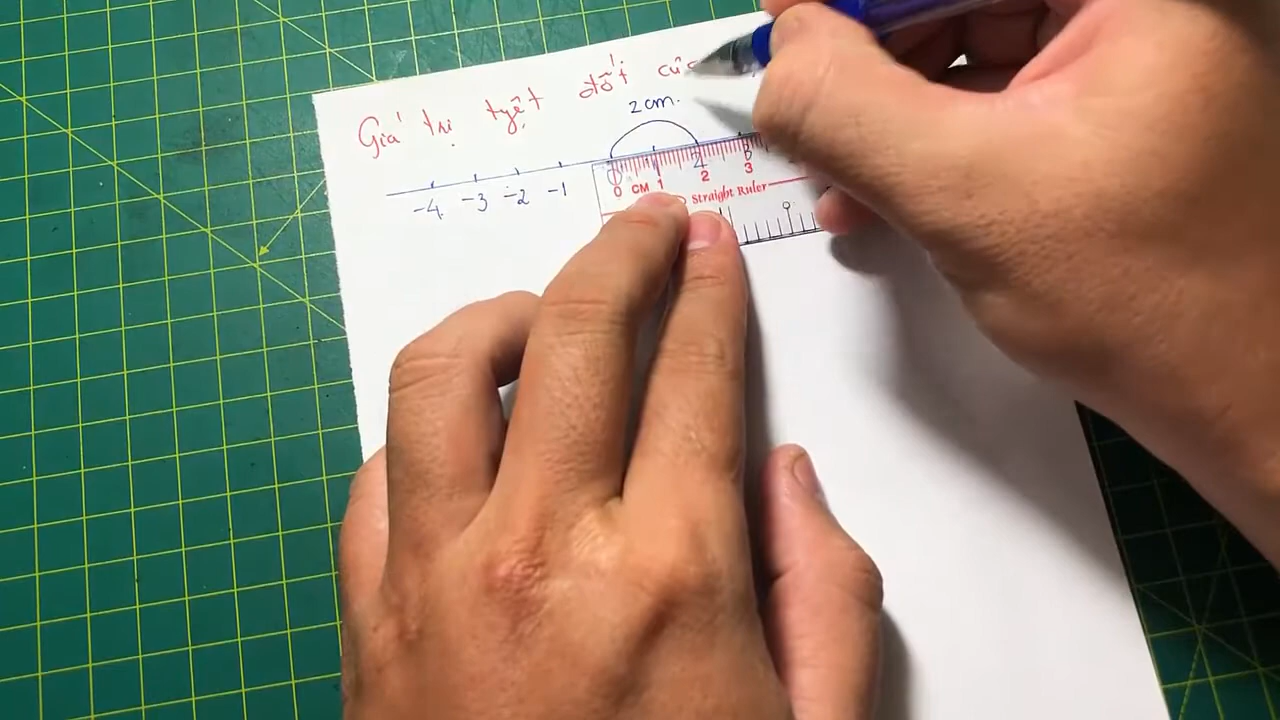 Giá trị tuyệt đối của
2cm.
-4 -3 -2 -1
0 CM 1 2 3
Straight Ruler